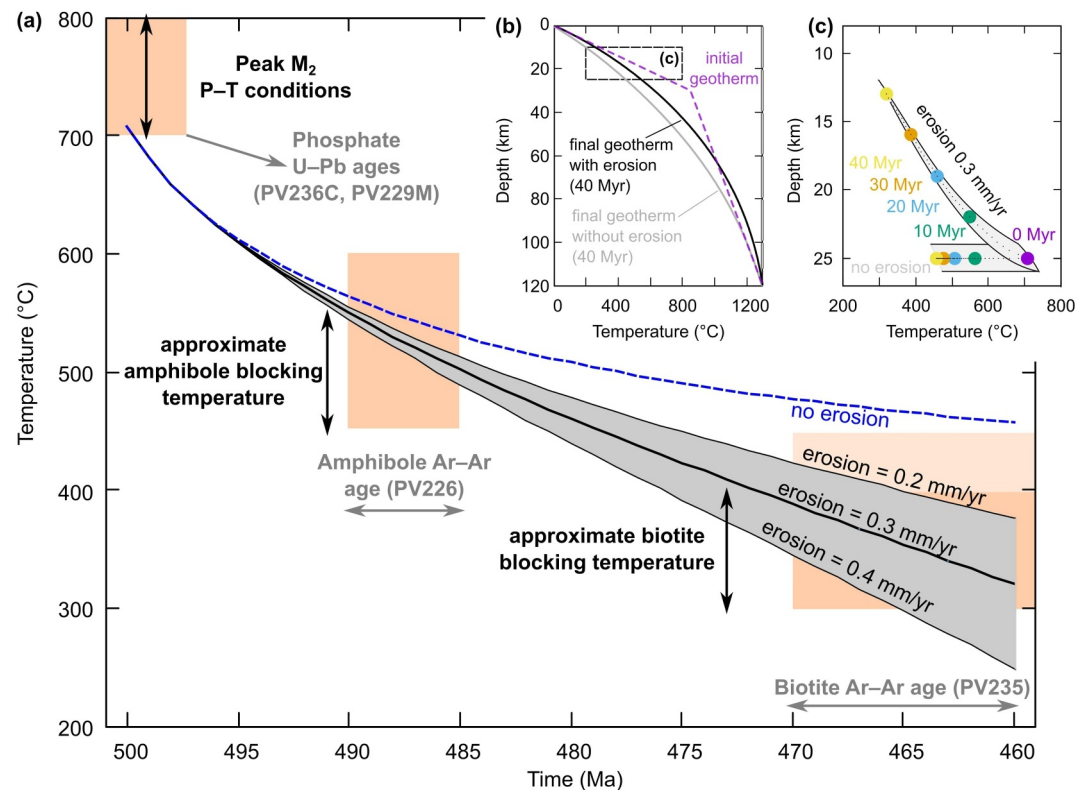 (a)
800
700
600
500
400
300
200
Temperature (°C)
500
495
490
485
480
475
470
465
460
Time (Ma)
Peak M₂
P–T conditions
Phosphate
U–Pb ages
(PV236C, PV229M)
approximate
amphibole blocking
temperature
Amphibole Ar–Ar
age (PV226)
approximate biotite
blocking temperature
no erosion
erosion = 0.2 mm/yr
erosion = 0.3 mm/yr
erosion = 0.4 mm/yr
Biotite Ar–Ar age (PV235)
(b)
0
20
40
60
80
100
120
Depth (km)
0
400
800
1200
Temperature (°C)
(c)
initial
geotherm
final geotherm
with erosion
(40 Myr)
final geotherm
without erosion
(40 Myr)
(c)
10
15
20
25
Depth (km)
200
400
600
800
Temperature (°C)
erosion 0.3 mm/yr
40 Myr
30 Myr
20 Myr
10 Myr
0 Myr
no erosion